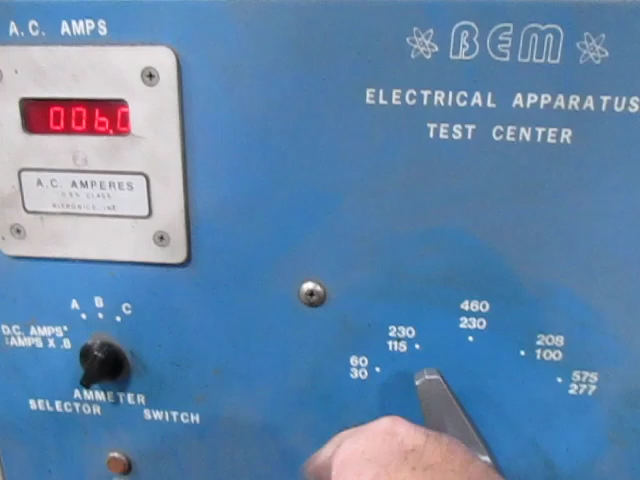 A.C. AMPS
006.0
A.C. AMPERES
BEM
ELECTRICAL APPARATUS
TEST CENTER
A B C
D.C. AMPS
AMPS X .8
AMMETER
SELECTOR SWITCH
60
30
230
115
460
230
208
100
575
277